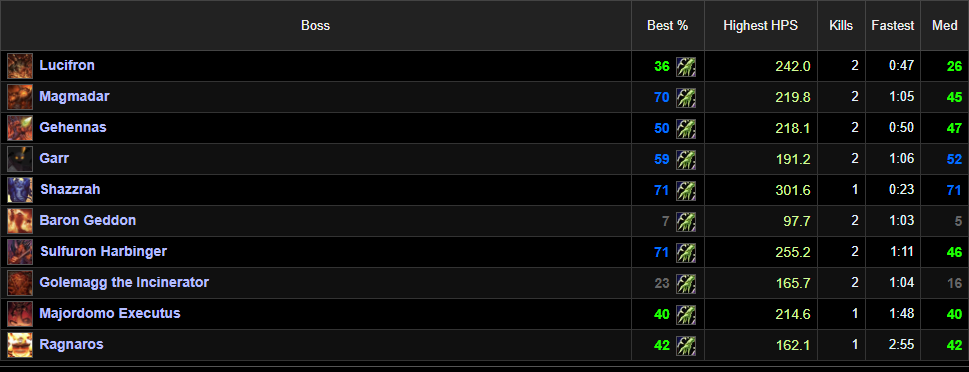 Boss Best % Highest HPS Kills Fastest Med
Lucifron 36 242.0 2 0:47 26
Magmadar 70 219.8 2 1:05 45
Gehennas 50 218.1 2 0:50 47
Garr 59 191.2 2 1:06 52
Shazzrah 71 301.6 1 0:23 71
Baron Geddon 7 97.7 2 1:03 5
Sulfuron Harbinger 71 255.2 2 1:11 46
Golemagg the Incinerator 23 165.7 2 1:04 16
Majordomo Executus 40 214.6 1 1:48 40
Ragnaros 42 162.1 1 2:55 42